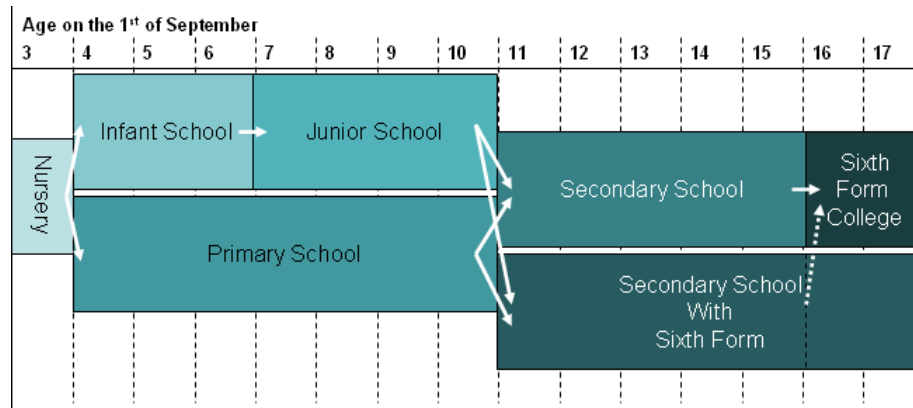 Age on the 1st of September
3 4 5 6 7 8 9 10 11 12 13 14 15 16 17
Nursery
Infant School
Junior School
Primary School
Secondary School
Sixth
Form
College
Secondary School
With
Sixth Form